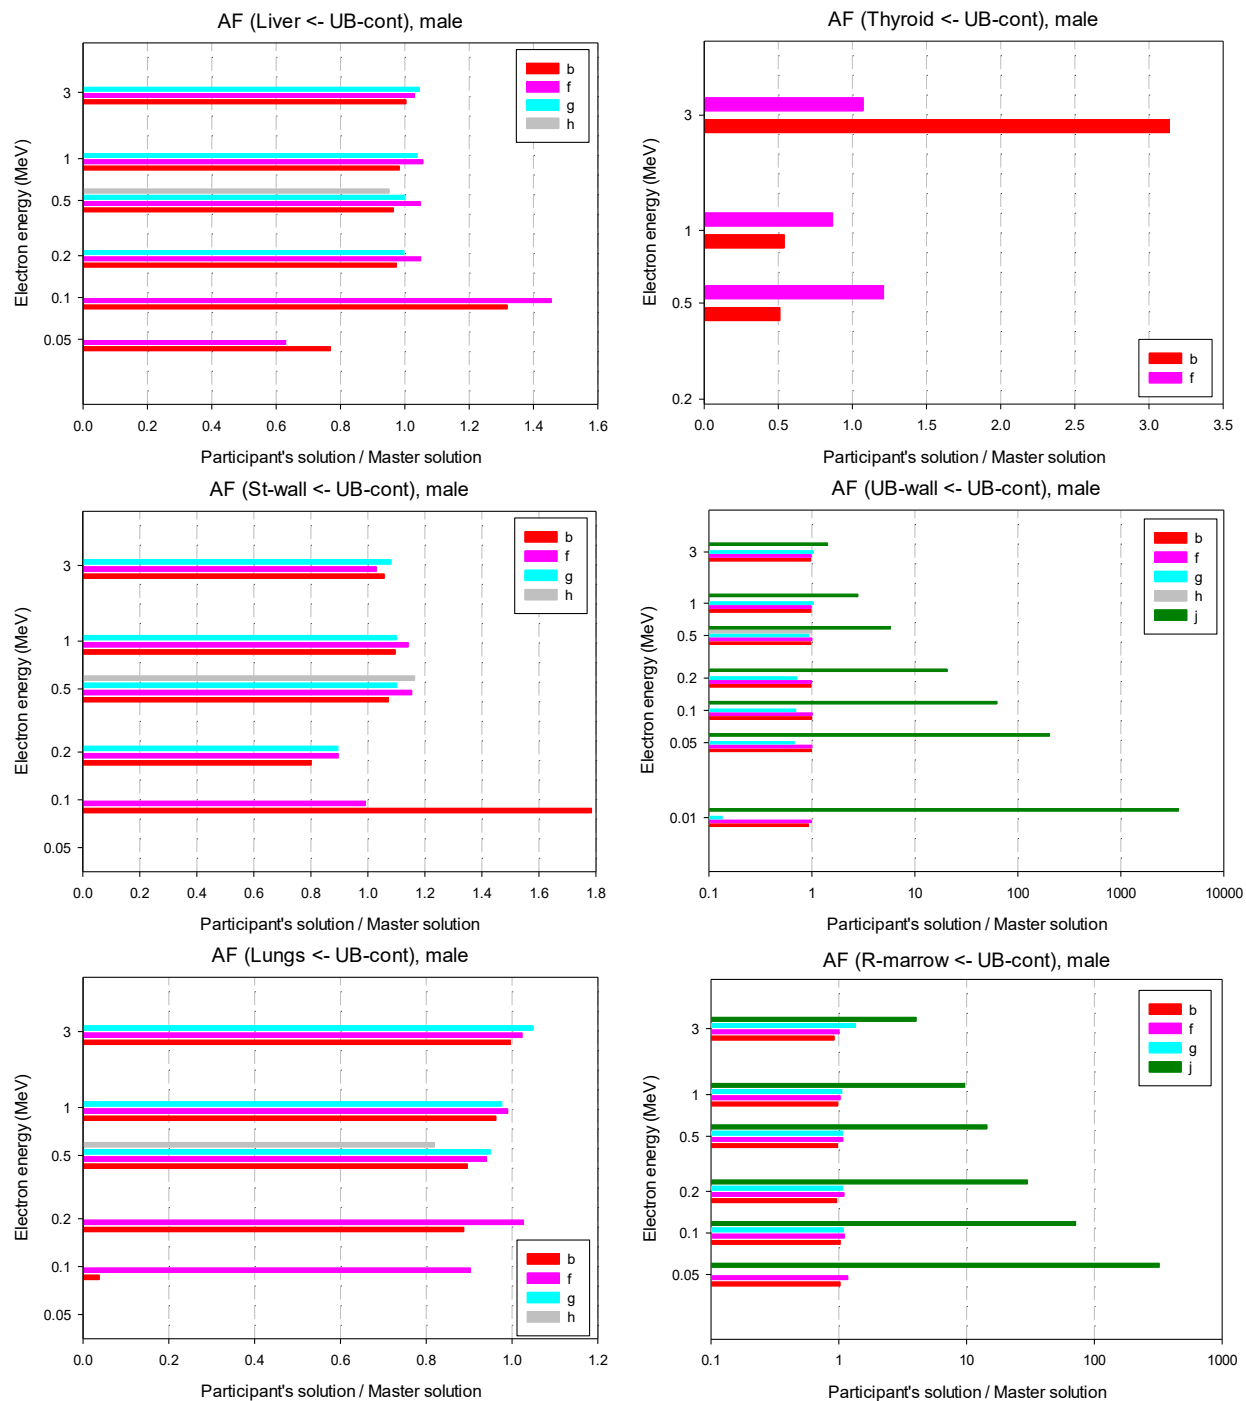 AF (Liver <- UB-cont), male
b
f
g
h
Electron energy (MeV)
3
1
0.5
0.2
0.1
0.05
0.0 0.2 0.4 0.6 0.8 1.0 1.2 1.4 1.6
Participant's solution / Master solution
AF (Thyroid <- UB-cont), male
Electron energy (MeV)
3
1
0.5
0.2
b
f
0.0 0.5 1.0 1.5 2.0 2.5 3.0 3.5
Participant's solution / Master solution
AF (St-wall <- UB-cont), male
b
f
g
h
Electron energy (MeV)
3
1
0.5
0.2
0.1
0.05
0.0 0.2 0.4 0.6 0.8 1.0 1.2 1.4 1.6 1.8
Participant's solution / Master solution
AF (UB-wall <- UB-cont), male
b
f
g
h
j
Electron energy (MeV)
3
1
0.5
0.2
0.1
0.05
0.01
0.1 1 10 100 1000 10000
Participant's solution / Master solution
AF (Lungs <- UB-cont), male
Electron energy (MeV)
3
1
0.5
0.2
0.1
0.05
b
f
g
h
0.0 0.2 0.4 0.6 0.8 1.0 1.2
Participant's solution / Master solution
AF (R-marrow <- UB-cont), male
b
f
g
j
Electron energy (MeV)
3
1
0.5
0.2
0.1
0.05
0.1 1 10 100 1000
Participant's solution / Master solution